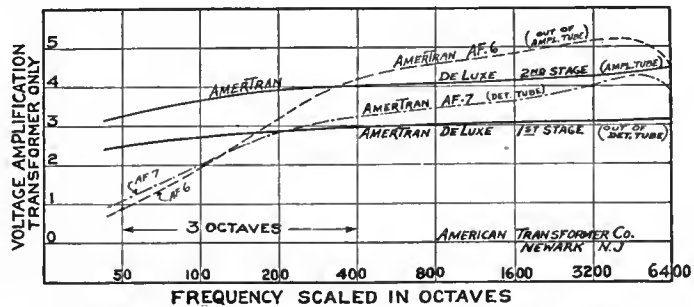 VOLTAGE AMPLIFICATION
TRANSFORMER ONLY
5
4
3
2
1
0
AMERTRAN AF-6 (OUT OF AMPL. TUBE)
AMERTRAN DE LUXE 2ND STAGE (AMPL. TUBE)
AMERTRAN AF-7 (DET. TUBE)
AMERTRAN DE LUXE 1ST STAGE (OUT OF DET. TUBE)
AF 7
AF 6
3 OCTAVES
AMERICAN TRANSFORMER CO.
NEWARK N.J
50 100 200 400 800 1600 3200 6400
FREQUENCY SCALED IN OCTAVES